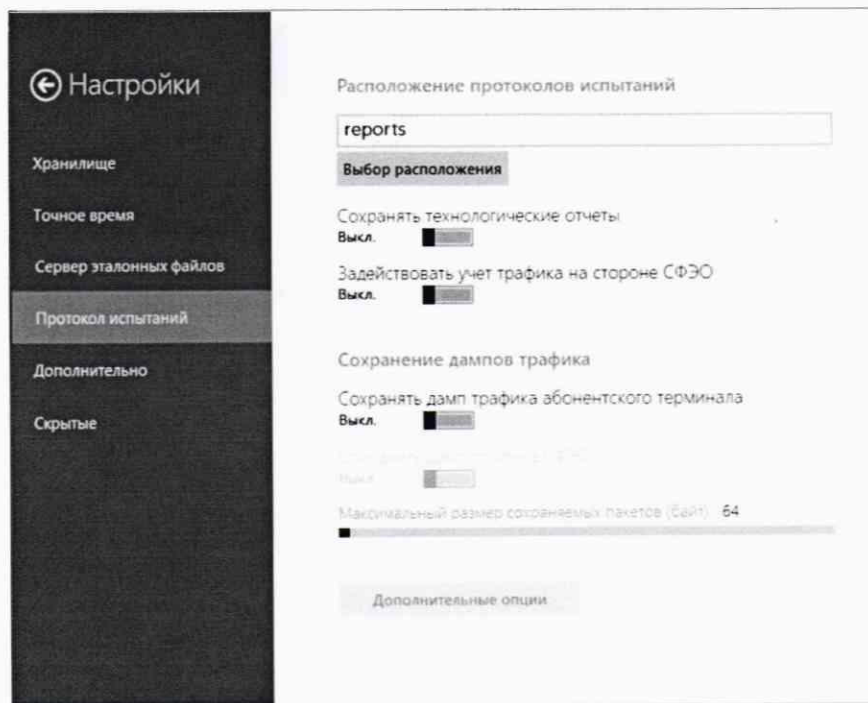 Настройки
Хранилище
Точное время
Сервер эталонных файлов
Протокол испытаний
Дополнительно
Скрытые
Расположение протоколов испытаний
reports
Выбор расположения
Сохранять технологические отчеты
Выкл.
Задействовать учет трафика на стороне СФЭО
Выкл.
Сохранение дампов трафика
Сохранять дамп трафика абонентского терминала
Выкл.
Выкл.
Максимальный размер сохраняемых пакетов (байт) 64
Дополнительные опции